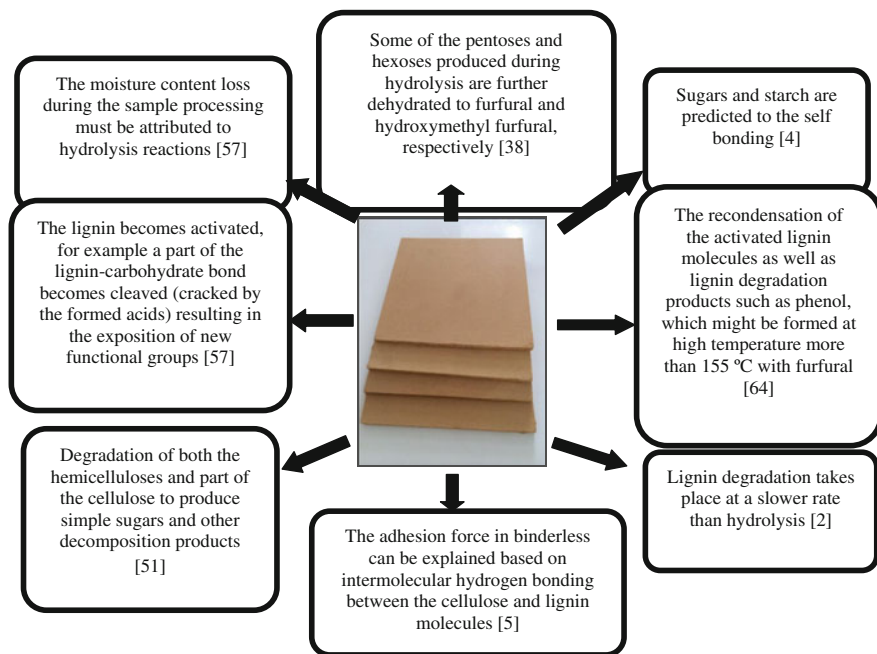 Some of the pentoses and
hexoses produced during
hydrolysis are further
dehydrated to furfural and
hydroxymethyl furfural,
respectively [38]
The moisture content loss
during the sample processing
must be attributed to
hydrolysis reactions [57]
Sugars and starch are
predicted to the self
bonding [4]
The lignin becomes activated,
for example a part of the
lignin-carbohydrate bond
becomes cleaved (cracked by
the formed acids) resulting in
the exposition of new
functional groups [57]
The recondensation of
the activated lignin
molecules as well as
lignin degradation
products such as phenol,
which might be formed at
high temperature more
than 155 ºC with furfural
[64]
Degradation of both the
hemicelluloses and part of
the cellulose to produce
simple sugars and other
decomposition products
[51]
The adhesion force in binderless
can be explained based on
intermolecular hydrogen bonding
between the cellulose and lignin
molecules [5]
Lignin degradation takes
place at a slower rate
than hydrolysis [2]